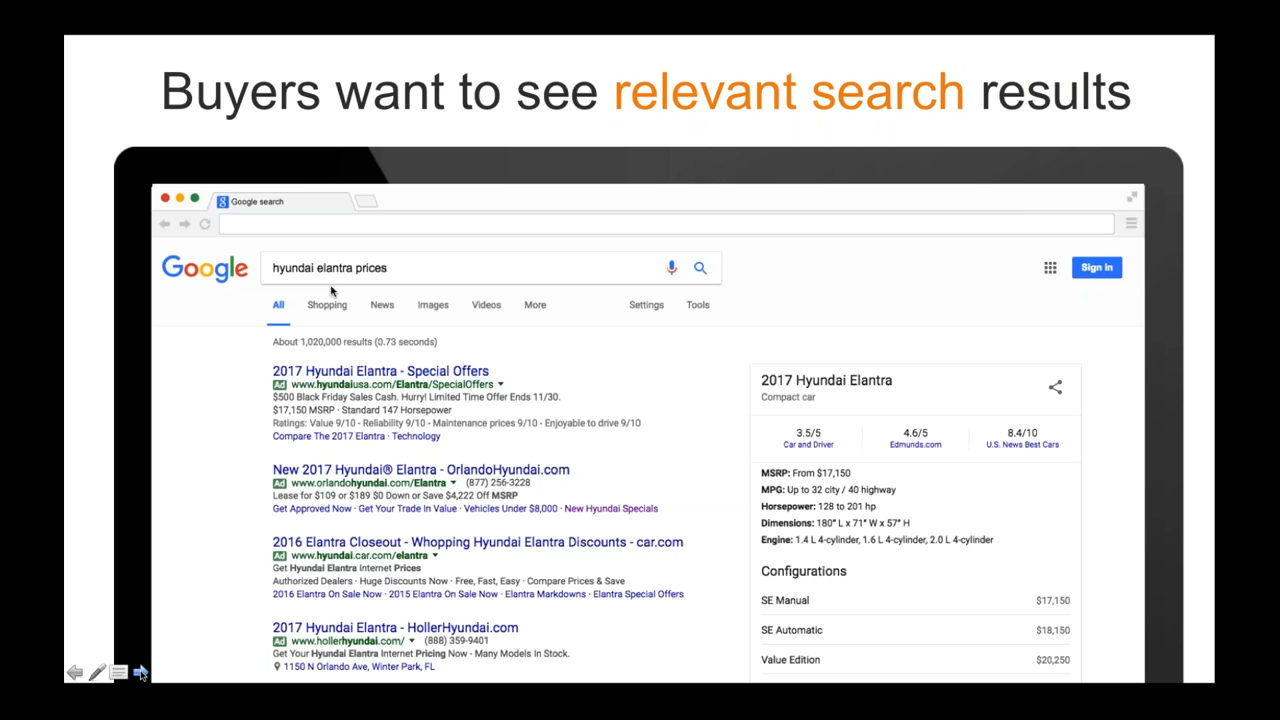 Buyers want to see relevant search results
Google search
Google
hyundai elantra prices
Sign In
All Shopping News Images Videos More Settings Tools
About 1,020,000 results (0.73 seconds)
2017 Hyundai Elantra - Special Offers
Ad www.hyundaiusa.com/Elantra/SpecialOffers
$500 Black Friday Sales Cash. Hurry! Limited Time Offer Ends 11/30.
$17,150 MSRP · Standard 147 Horsepower
Ratings: Value 9/10 - Reliability 9/10 - Maintenance prices 9/10 - Enjoyable to drive 9/10
Compare The 2017 Elantra · Technology
New 2017 Hyundai® Elantra - OrlandoHyundai.com
Ad www.orlandohyundai.com/Elantra (877) 256-3228
Lease for $109 or $189 $0 Down or Save $4,222 Off MSRP
Get Approved Now · Get Your Trade In Value · Vehicles Under $8,000 · New Hyundai Specials
2016 Elantra Closeout - Whopping Hyundai Elantra Discounts - car.com
Ad www.hyundai.car.com/elantra
Get Hyundai Elantra Internet Prices
Authorized Dealers · Huge Discounts Now · Free, Fast, Easy · Compare Prices & Save
2016 Elantra On Sale Now · 2015 Elantra On Sale Now · Elantra Markdowns · Elantra Special Offers
2017 Hyundai Elantra - HollerHyundai.com
Ad www.hollerhyundai.com/ (888) 359-9401
Get Your Hyundai Elantra Internet Pricing Now - Many Models In Stock.
1150 N Orlando Ave, Winter Park, FL
2017 Hyundai Elantra
Compact car
3.5/5 4.6/5 8.4/10
Car and Driver Edmunds.com U.S. News Best Cars
MSRP: From $17,150
MPG: Up to 32 city / 40 highway
Horsepower: 128 to 201 hp
Dimensions: 180" L x 71" W x 57" H
Engine: 1.4 L 4-cylinder, 1.6 L 4-cylinder, 2.0 L 4-cylinder
Configurations
SE Manual $17,150
SE Automatic $18,150
Value Edition $20,250